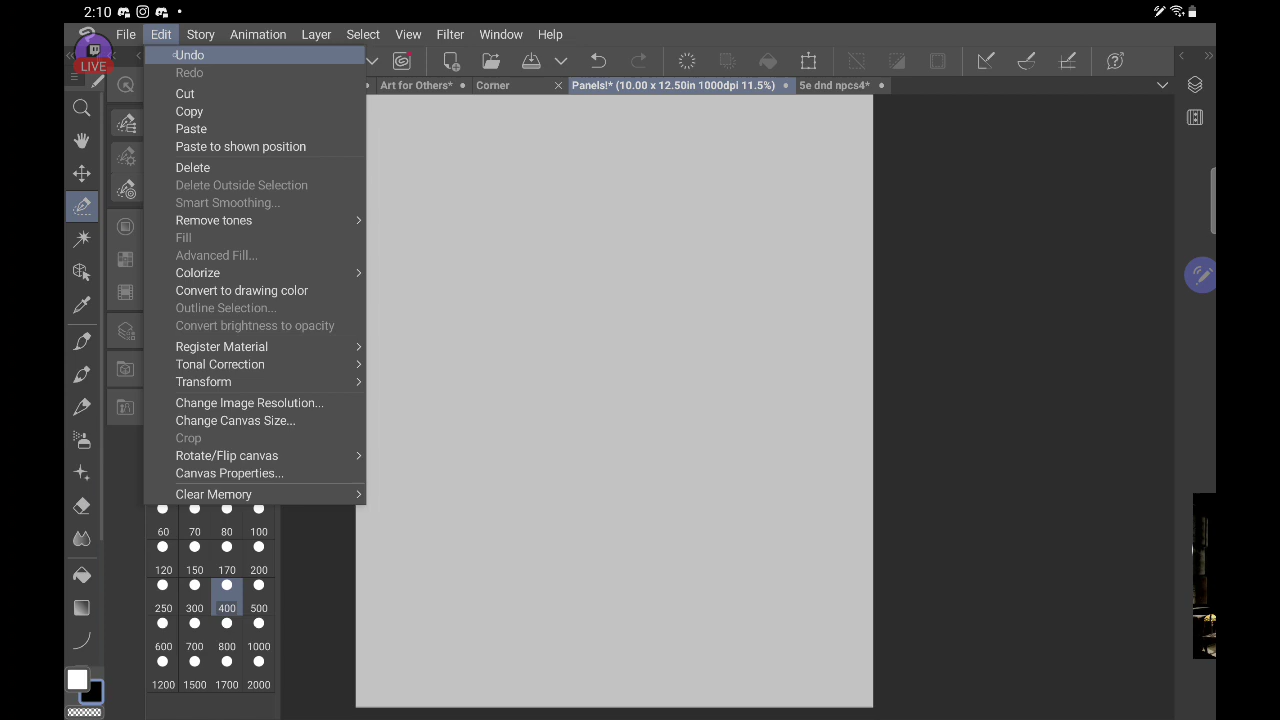 2:10
File Edit Story Animation Layer Select View Filter Window Help
LIVE
Art for Others* Corner Panels!* (10.00 x 12.50in 1000dpi 11.5%) 5e dnd npcs4*
Undo
Redo
Cut
Copy
Paste
Paste to shown position
Delete
Delete Outside Selection
Smart Smoothing...
Remove tones
Fill
Advanced Fill...
Colorize
Convert to drawing color
Outline Selection...
Convert brightness to opacity
Register Material
Tonal Correction
Transform
Change Image Resolution...
Change Canvas Size...
Crop
Rotate/Flip canvas
Canvas Properties...
Clear Memory
60 70 80 100
120 150 170 200
250 300 400 500
600 700 800 1000
1200 1500 1700 2000